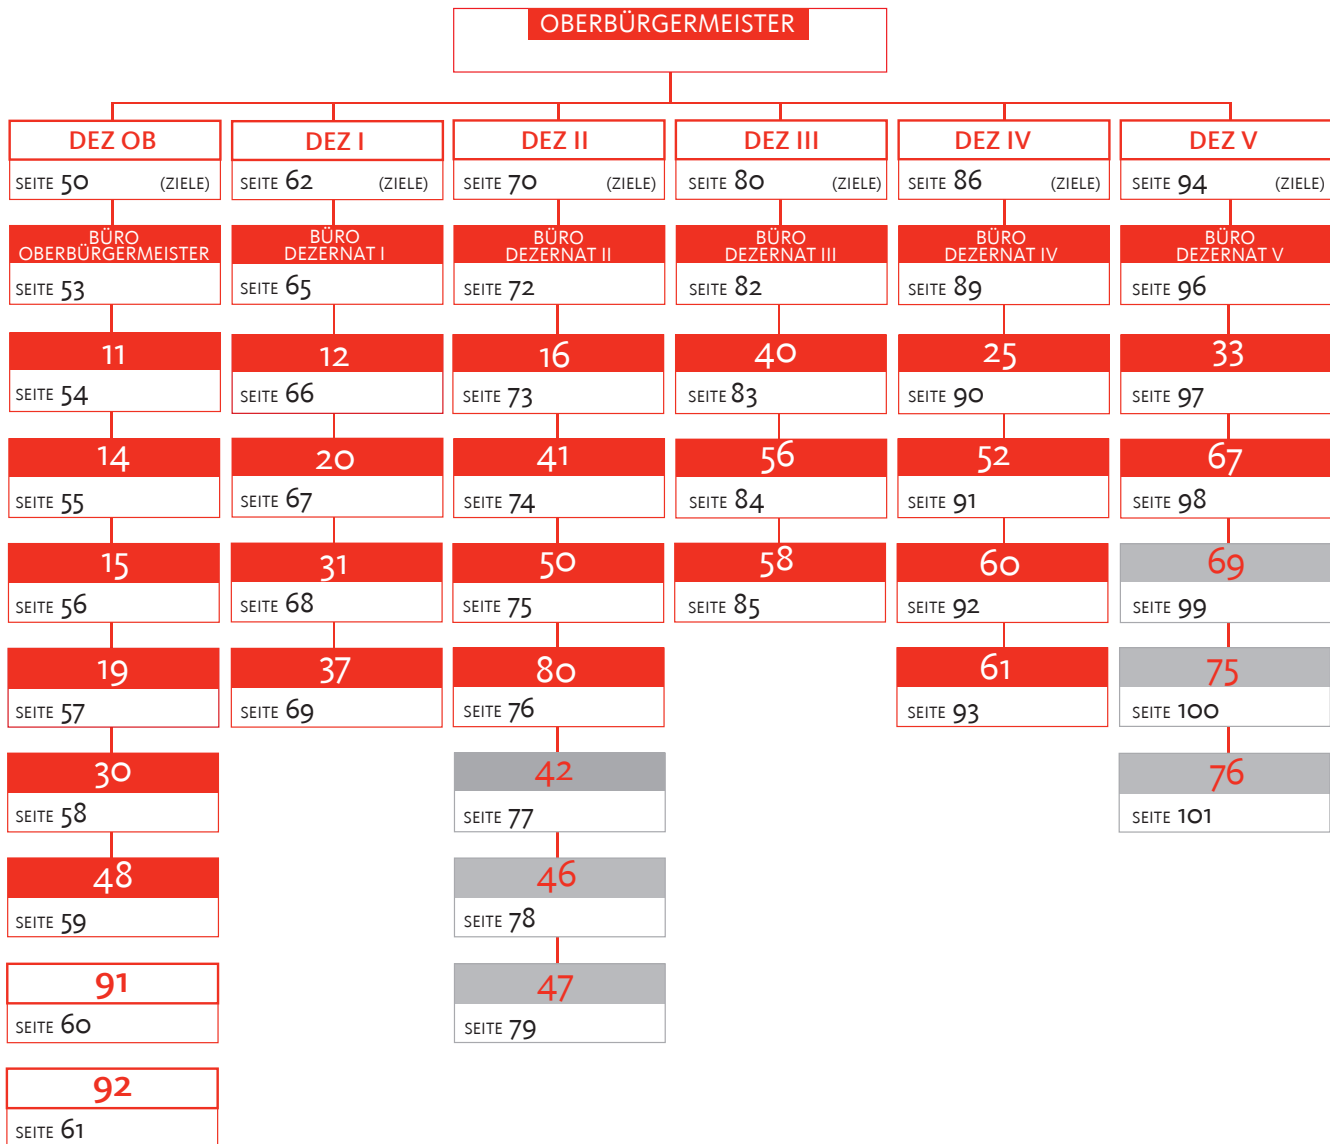 OBERBÜRGERMEISTER
DEZ OB
SEITE 50 (ZIELE)
BÜRO
OBERBÜRGERMEISTER
SEITE 53
11
SEITE 54
14
SEITE 55
15
SEITE 56
19
SEITE 57
30
SEITE 58
48
SEITE 59
91
SEITE 60
92
SEITE 61
DEZ I
SEITE 62 (ZIELE)
BÜRO
DEZERNAT I
SEITE 65
12
SEITE 66
20
SEITE 67
31
SEITE 68
37
SEITE 69
DEZ II
SEITE 70 (ZIELE)
BÜRO
DEZERNAT II
SEITE 72
16
SEITE 73
41
SEITE 74
50
SEITE 75
80
SEITE 76
42
SEITE 77
46
SEITE 78
47
SEITE 79
DEZ III
SEITE 80 (ZIELE)
BÜRO
DEZERNAT III
SEITE 82
40
SEITE 83
56
SEITE 84
58
SEITE 85
DEZ IV
SEITE 86 (ZIELE)
BÜRO
DEZERNAT IV
SEITE 89
25
SEITE 90
52
SEITE 91
60
SEITE 92
61
SEITE 93
DEZ V
SEITE 94 (ZIELE)
BÜRO
DEZERNAT V
SEITE 96
33
SEITE 97
67
SEITE 98
69
SEITE 99
75
SEITE 100
76
SEITE 101